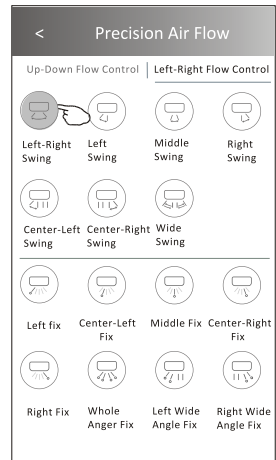 < Precision Air Flow
Up-Down Flow Control | Left-Right Flow Control
Left-Right Swing
Left Swing
Middle Swing
Right Swing
Center-Left Swing
Center-Right Swing
Wide Swing
Left fix
Center-Left Fix
Middle Fix
Center-Right Fix
Right Fix
Whole Anger Fix
Left Wide Angle Fix
Right Wide Angle Fix